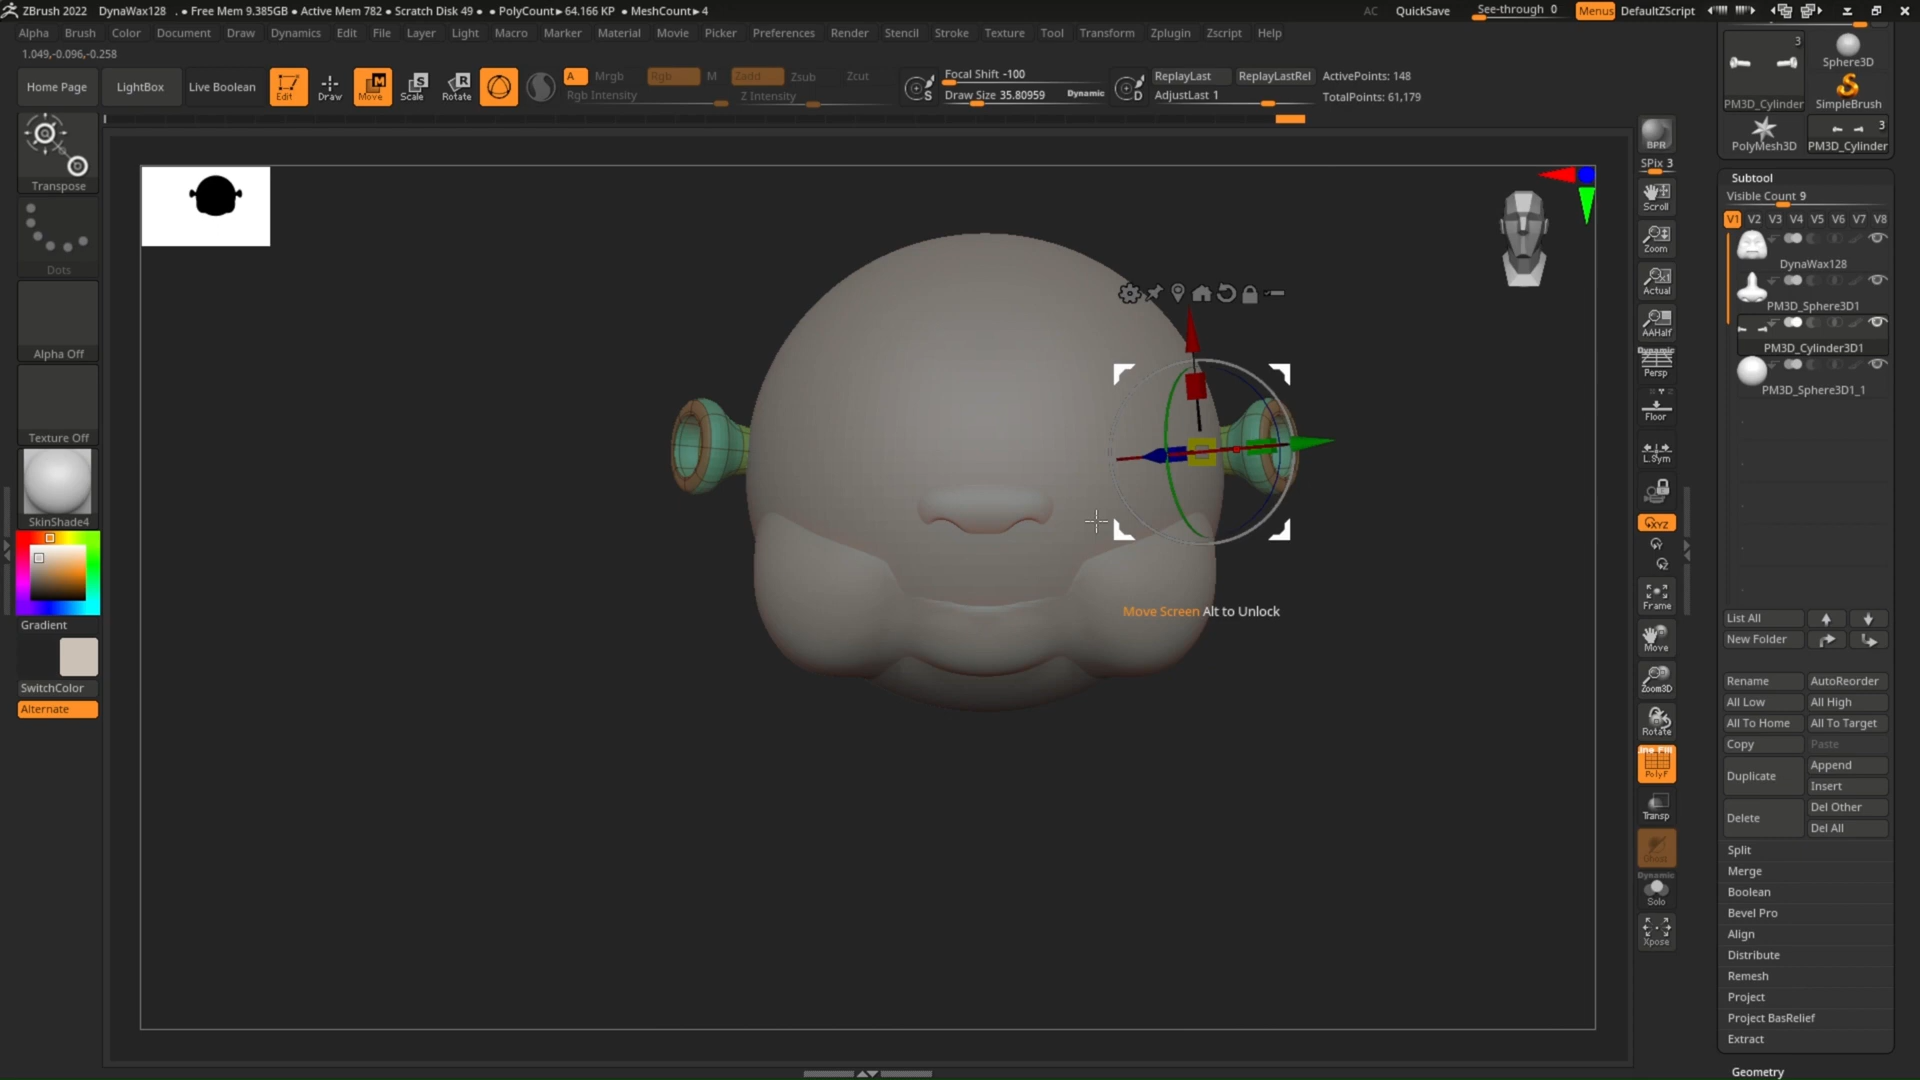 ZBrush 2022 DynaWax128 . • Free Mem 9.385GB • Active Mem 782 • Scratch Disk 49 • • PolyCount▸ 64.166 KP • MeshCount▸ 4 AC QuickSave See-through 0 Menus DefaultZScript
Alpha Brush Color Document Draw Dynamics Edit File Layer Light Macro Marker Material Movie Picker Preferences Render Stencil Stroke Texture Tool Transform Zplugin Zscript Help
1.049,-0.096,-0.258
Home Page LightBox Live Boolean Edit Draw Move Scale Rotate
A Mrgb Rgb M Zadd Zsub Zcut
Rgb Intensity Z Intensity
Focal Shift -100
Draw Size 35.80959 Dynamic
ReplayLast ReplayLastRel ActivePoints: 148
AdjustLast 1 TotalPoints: 61,179
Transpose
Dots
Alpha Off
Texture Off
SkinShade4
Gradient
SwitchColor
Alternate
Move Screen Alt to Unlock
BPR
SPix 3
Scroll
Zoom
Actual
AAHalf
Dynamic
Persp
Floor
L.Sym
XYZ
Frame
Move
Zoom3D
Rotate
Line Fill
PolyF
Transp
Ghost
Dynamic
Solo
Xpose
3
PM3D_Cylinder
Sphere3D
SimpleBrush
PolyMesh3D
3
PM3D_Cylinder
Subtool
Visible Count 9
V1 V2 V3 V4 V5 V6 V7 V8
DynaWax128
PM3D_Sphere3D1
PM3D_Cylinder3D1
PM3D_Sphere3D1_1
List All
New Folder
Rename AutoReorder
All Low All High
All To Home All To Target
Copy Paste
Duplicate Append
Insert
Delete Del Other
Del All
Split
Merge
Boolean
Bevel Pro
Align
Distribute
Remesh
Project
Project BasRelief
Extract
Geometry